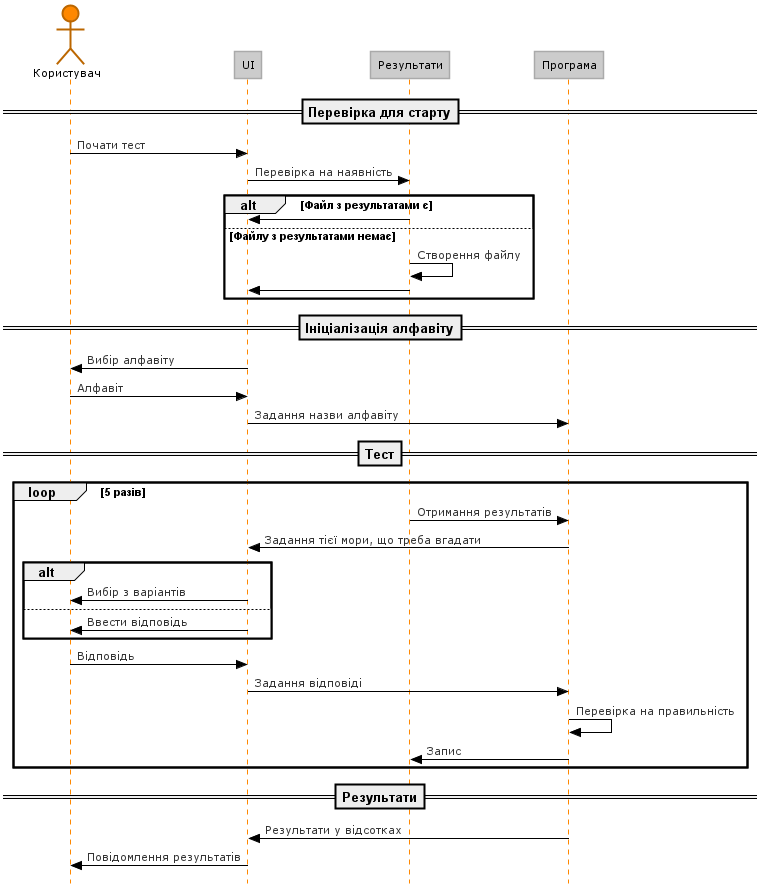 Користувач
UI
Результати
Програма
Перевірка для старту
Почати тест
Перевірка на наявність
alt [Файл з результатами є]
[Файлу з результатами немає]
Створення файлу
Ініціалізація алфавіту
Вибір алфавіту
Алфавіт
Задання назви алфавіту
Тест
loop [5 разів]
Отримання результатів
Задання тієї мори, що треба вгадати
alt
Вибір з варіантів
Ввести відповідь
Відповідь
Задання відповіді
Перевірка на правильність
Запис
Результати
Результати у відсотках
Повідомлення результатів